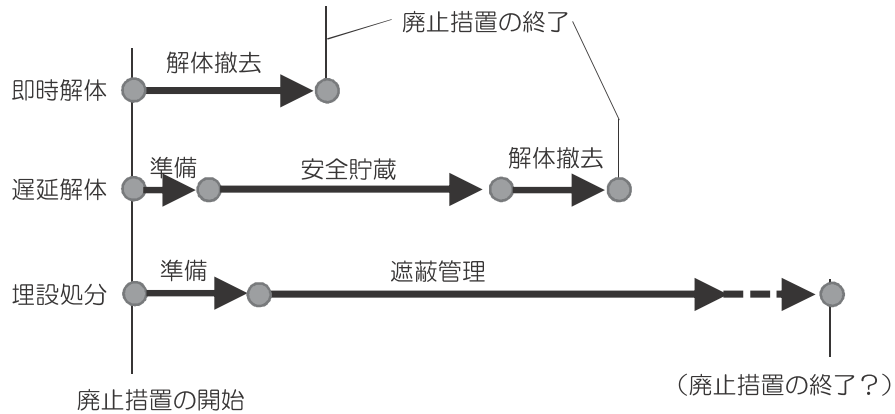 廃止措置の終了
解体撤去
即時解体
準備
安全貯蔵
解体撤去
遅延解体
準備
遮蔽管理
埋設処分
(廃止措置の終了？)
廃止措置の開始